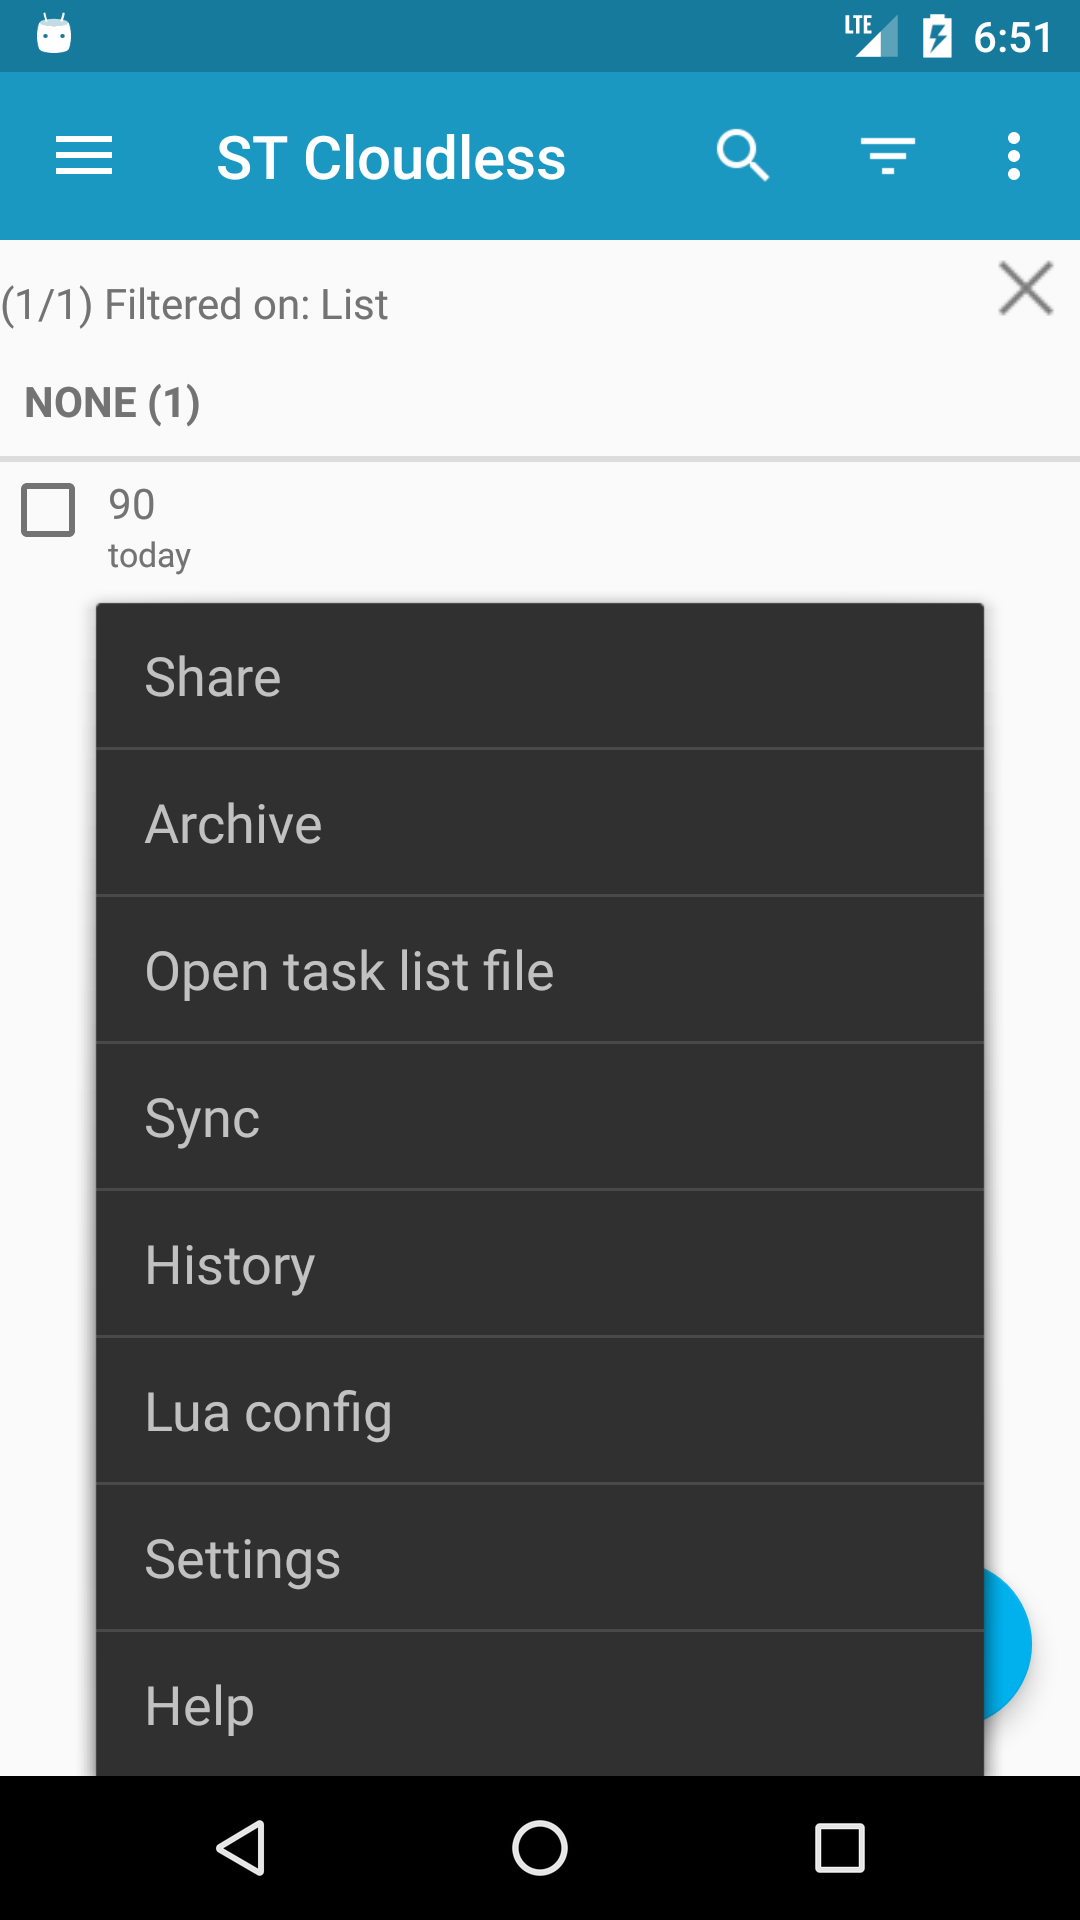 LTE 6:51
ST Cloudless
(1/1) Filtered on: List
NONE (1)
90
today
Share
Archive
Open task list file
Sync
History
Lua config
Settings
Help